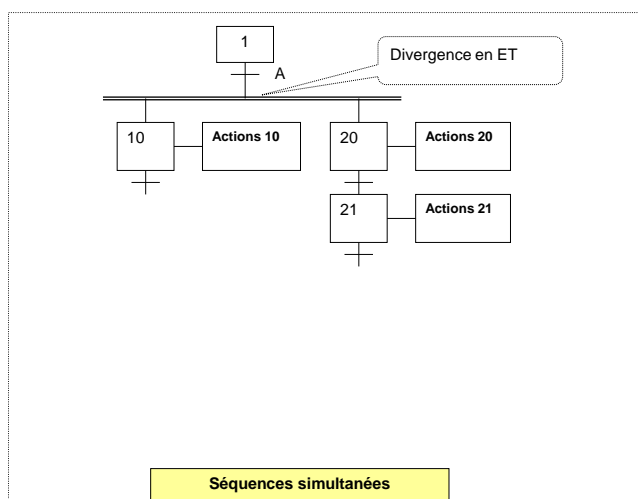 1
Divergence en ET
A
10
Actions 10
20
Actions 20
21
Actions 21
Séquences simultanées